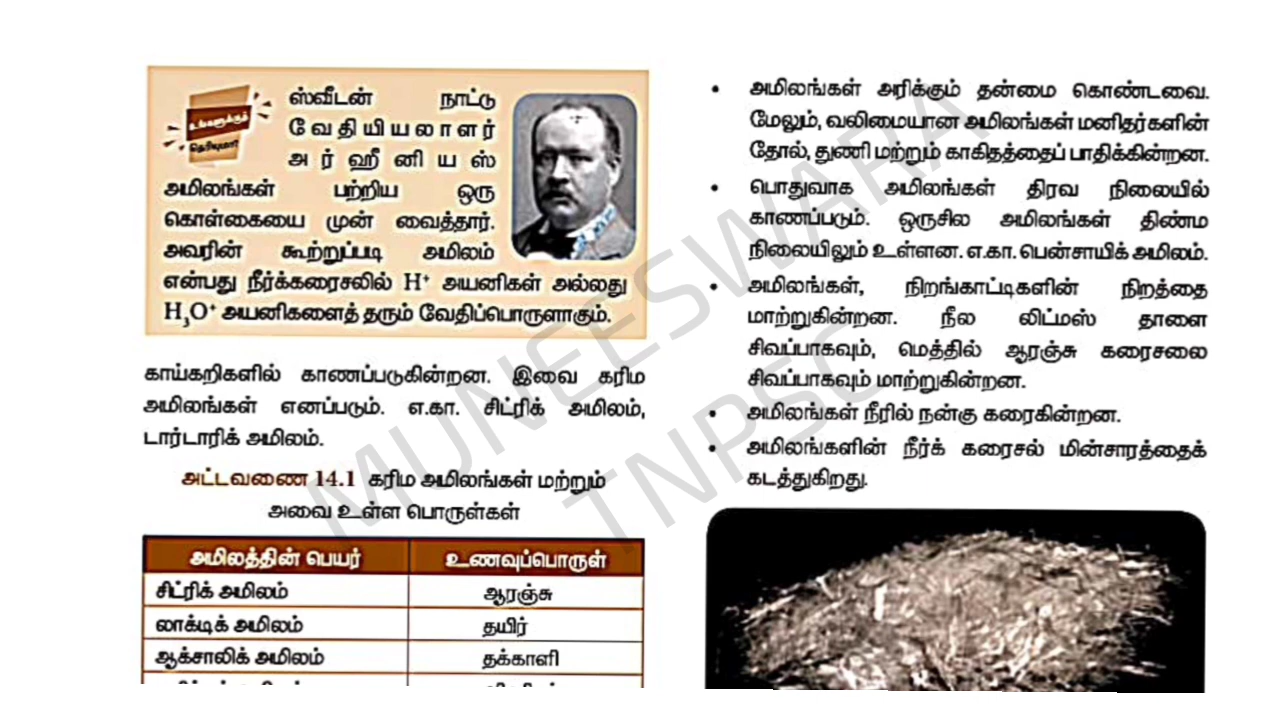 உங்களுக்குத்
தெரியுமா?
ஸ்வீடன் நாட்டு
வேதியியலாளர்
அர்ஹீனியஸ்
அமிலங்கள் பற்றிய ஒரு
கொள்கையை முன் வைத்தார்.
அவரின் கூற்றுப்படி அமிலம்
என்பது நீர்க்கரைசலில் H⁺ அயனிகள் அல்லது
H₃O⁺ அயனிகளைத் தரும் வேதிப்பொருளாகும்.
காய்கறிகளில் காணப்படுகின்றன. இவை கரிம
அமிலங்கள் எனப்படும். எ.கா. சிட்ரிக் அமிலம்,
டார்டாரிக் அமிலம்.
அட்டவணை 14.1 கரிம அமிலங்கள் மற்றும்
அவை உள்ள பொருள்கள்
அமிலத்தின் பெயர் உணவுப்பொருள்
சிட்ரிக் அமிலம் ஆரஞ்சு
லாக்டிக் அமிலம் தயிர்
ஆக்சாலிக் அமிலம் தக்காளி
• அமிலங்கள் அரிக்கும் தன்மை கொண்டவை.
மேலும், வலிமையான அமிலங்கள் மனிதர்களின்
தோல், துணி மற்றும் காகிதத்தைப் பாதிக்கின்றன.
• பொதுவாக அமிலங்கள் திரவ நிலையில்
காணப்படும். ஒருசில அமிலங்கள் திண்ம
நிலையிலும் உள்ளன. எ.கா. பென்சாயிக் அமிலம்.
• அமிலங்கள், நிறங்காட்டிகளின் நிறத்தை
மாற்றுகின்றன. நீல லிட்மஸ் தாளை
சிவப்பாகவும், மெத்தில் ஆரஞ்சு கரைசலை
சிவப்பாகவும் மாற்றுகின்றன.
• அமிலங்கள் நீரில் நன்கு கரைகின்றன.
• அமிலங்களின் நீர்க் கரைசல் மின்சாரத்தைக்
கடத்துகிறது.
MUNEESWARA
TNPSC